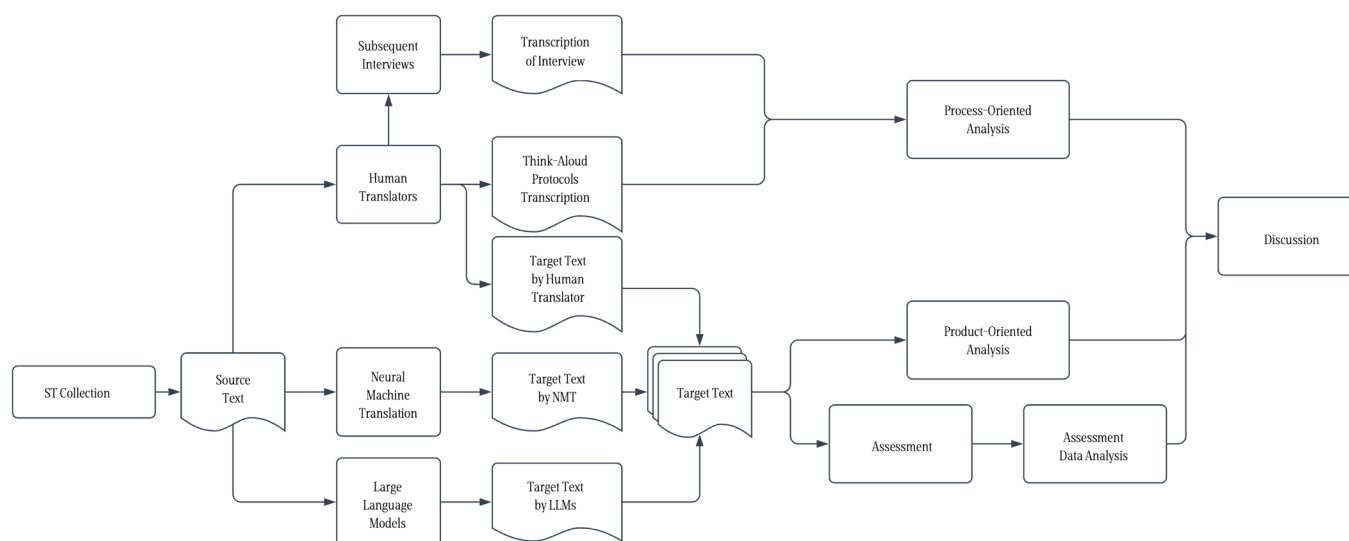 Subsequent
Interviews
Transcription
of Interview
Process-Oriented
Analysis
Human
Translators
Think-Aloud
Protocols
Transcription
Target Text
by Human
Translator
Discussion
Product-Oriented
Analysis
ST Collection
Source
Text
Neural
Machine
Translation
Target Text
by NMT
Target Text
Assessment
Assessment
Data Analysis
Large
Language
Models
Target Text
by LLMs